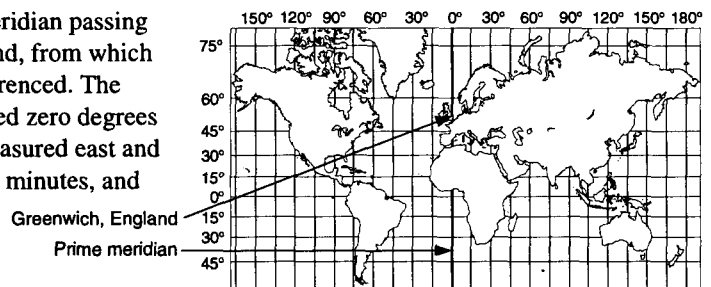 eridian passing
nd, from which
renced. The
ed zero degrees
asured east and
minutes, and
150° 120° 90° 60° 30° 0° 30° 60° 90° 120° 150° 180°
75°
60°
45°
30°
15°
0°
15°
30°
45°
Greenwich, England
Prime meridian